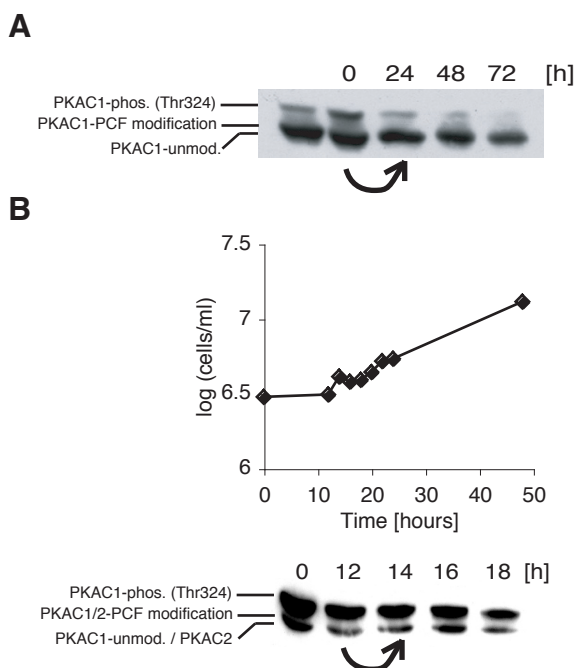 A
0 24 48 72 [h]
PKAC1-phos. (Thr324)
PKAC1-PCF modification
PKAC1-unmod.
B
7.5
7
6.5
6
log (cells/ml)
0 10 20 30 40 50
Time [hours]
0 12 14 16 18 [h]
PKAC1-phos. (Thr324)
PKAC1/2-PCF modification
PKAC1-unmod. / PKAC2